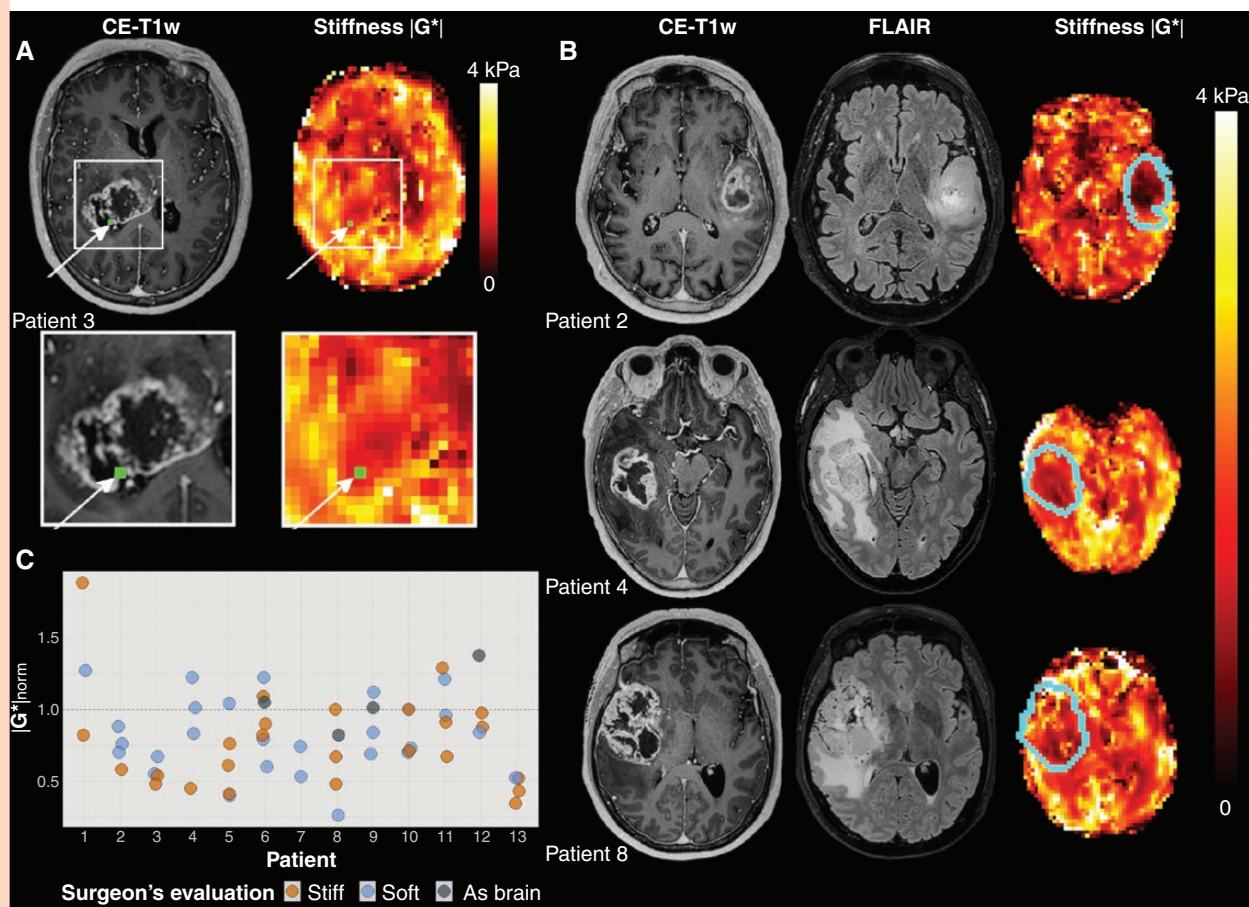 A
CE-T1w
Stiffness |G*|
4 kPa
0
Patient 3
B
CE-T1w
FLAIR
Stiffness |G*|
4 kPa
0
Patient 2
Patient 4
Patient 8
C
|G*|norm
1.5
1.0
0.5
1 2 3 4 5 6 7 8 9 10 11 12 13
Patient
Surgeon's evaluation Stiff Soft As brain